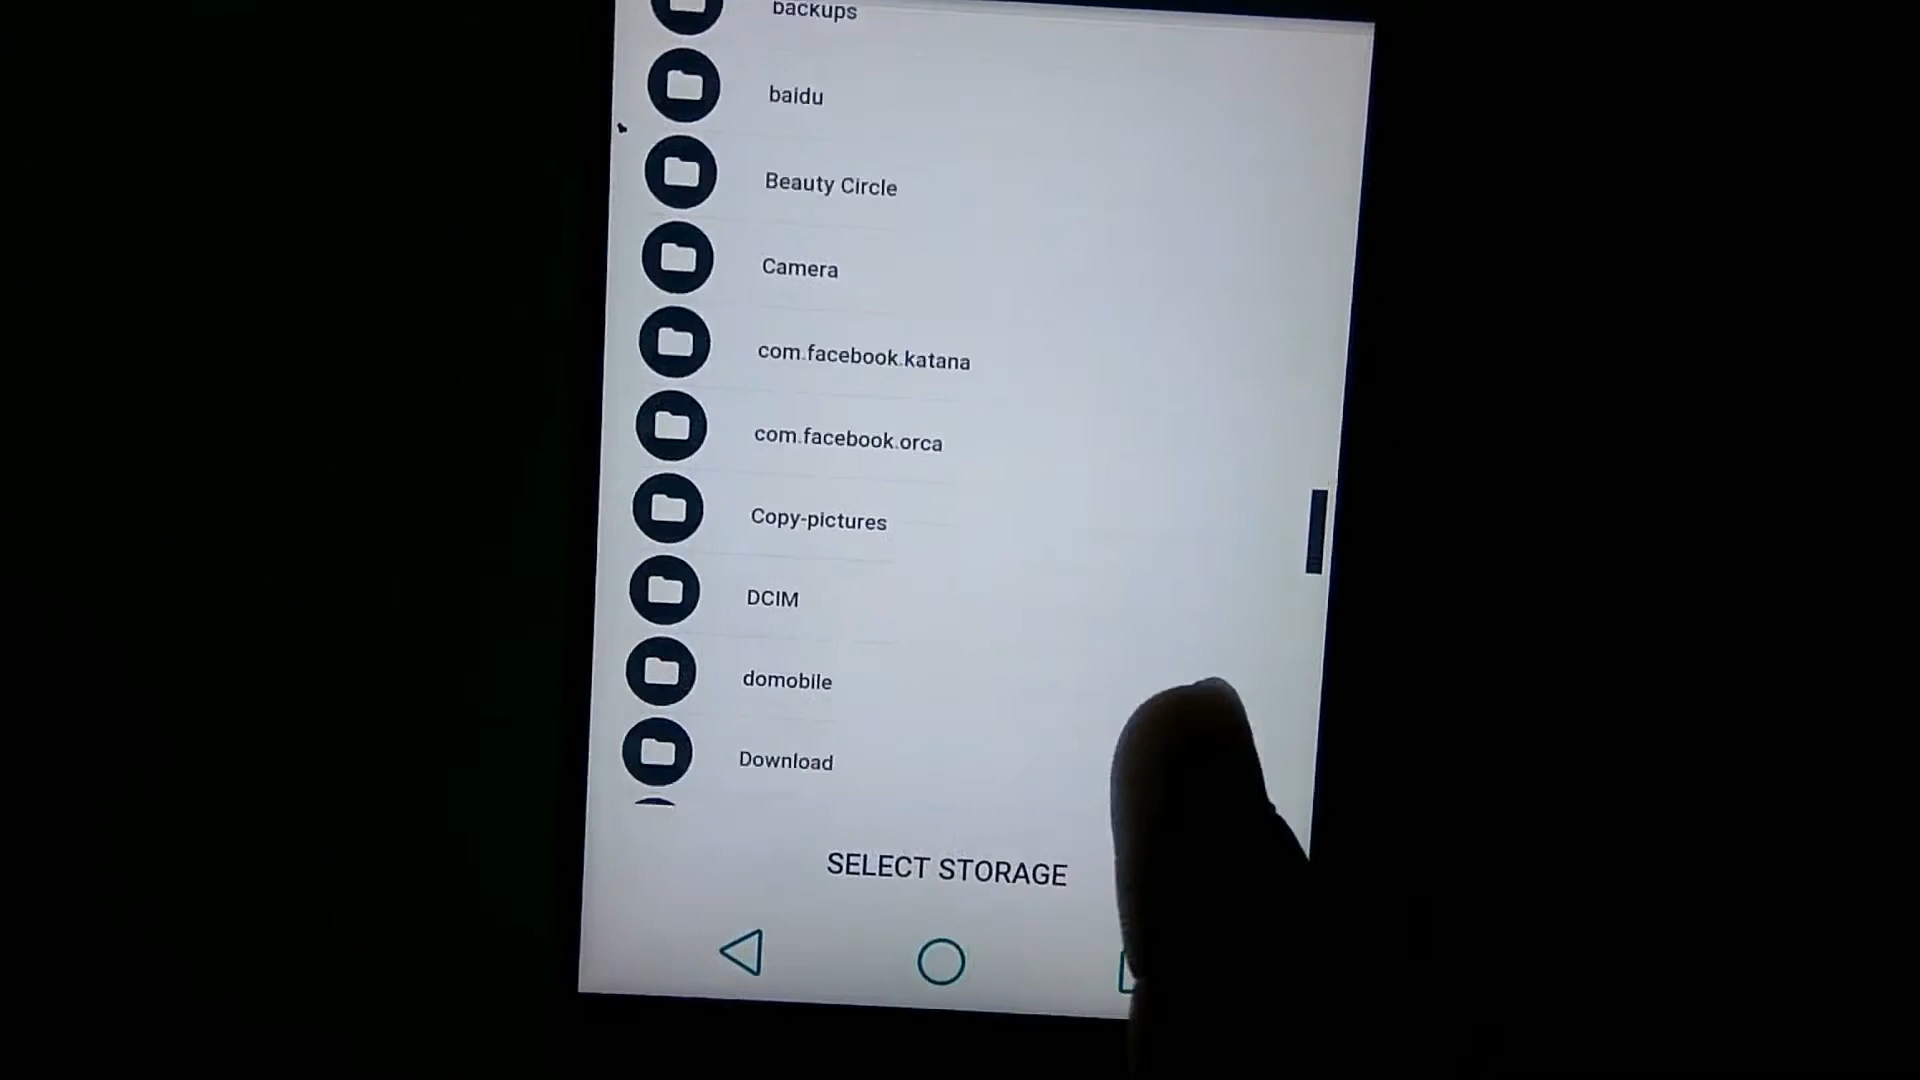 backups
baidu
Beauty Circle
Camera
com.facebook.katana
com.facebook.orca
Copy-pictures
DCIM
domobile
Download
SELECT STORAGE